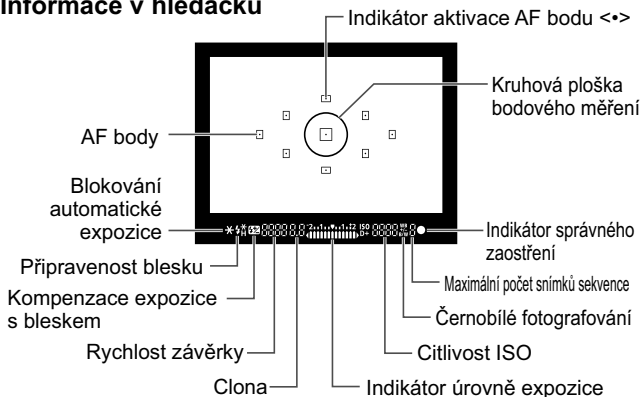 Informace v hledáčku
Indikátor aktivace AF bodu <•>
Kruhová ploška
bodového měření
AF body
Blokování
automatické
expozice
Připravenost blesku
Kompenzace expozice
s bleskem
Rychlost závěrky
Clona
Indikátor úrovně expozice
Citlivost ISO
Černobílé fotografování
Maximální počet snímků sekvence
Indikátor správného
zaostření